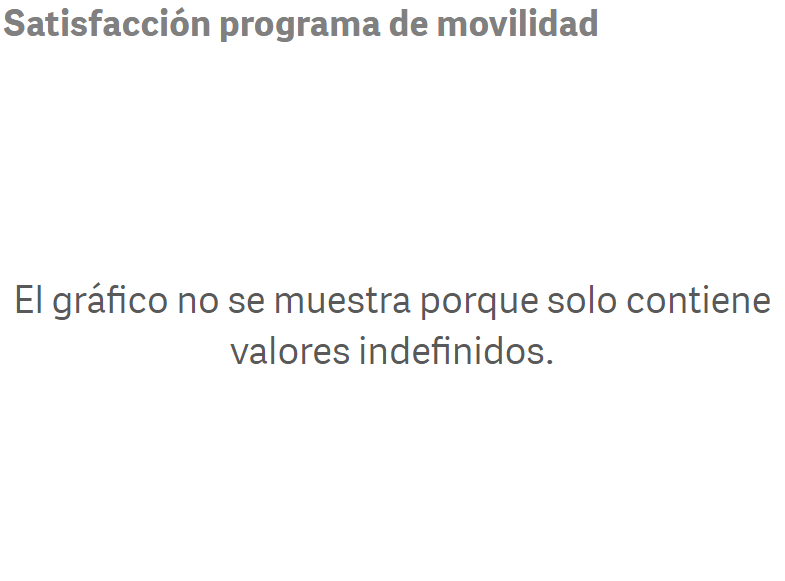 Satisfacción programa de movilidad
El gráfico no se muestra porque solo contiene
valores indefinidos.